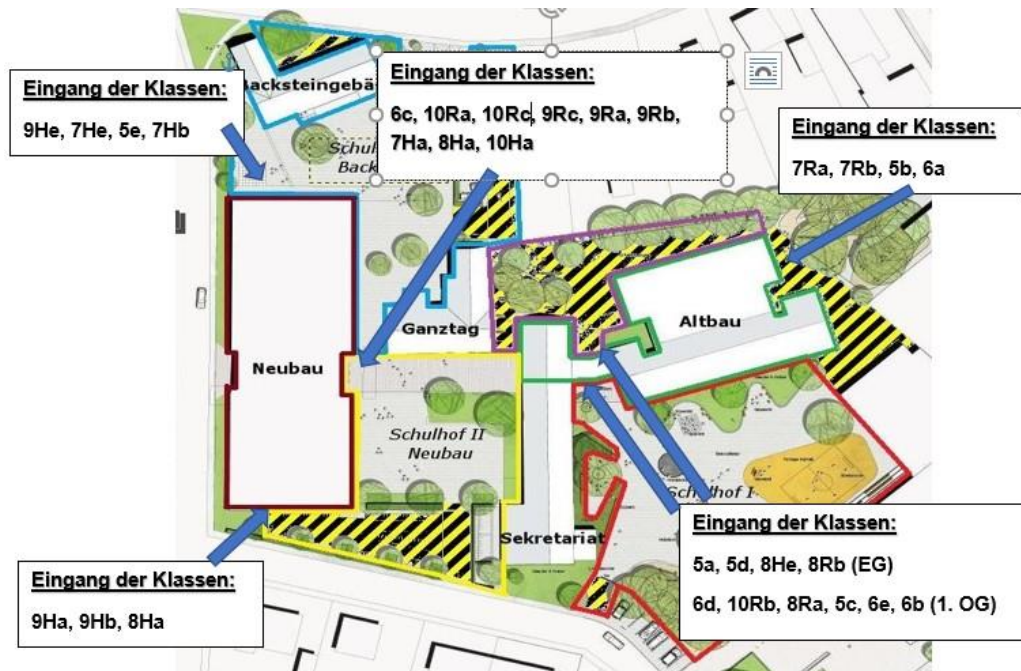 Eingang der Klassen:
9He, 7He, 5e, 7Hb
Eingang der Klassen:
6c, 10Ra, 10Rc, 9Rc, 9Ra, 9Rb,
7Ha, 8Ha, 10Ha
Eingang der Klassen:
7Ra, 7Rb, 5b, 6a
Ganztag
Altbau
Neubau
Schulhof II
Neubau
Schulhof I
Sekretariat
Eingang der Klassen:
9Ha, 9Hb, 8Ha
Eingang der Klassen:
5a, 5d, 8He, 8Rb (EG)
6d, 10Rb, 8Ra, 5c, 6e, 6b (1. OG)